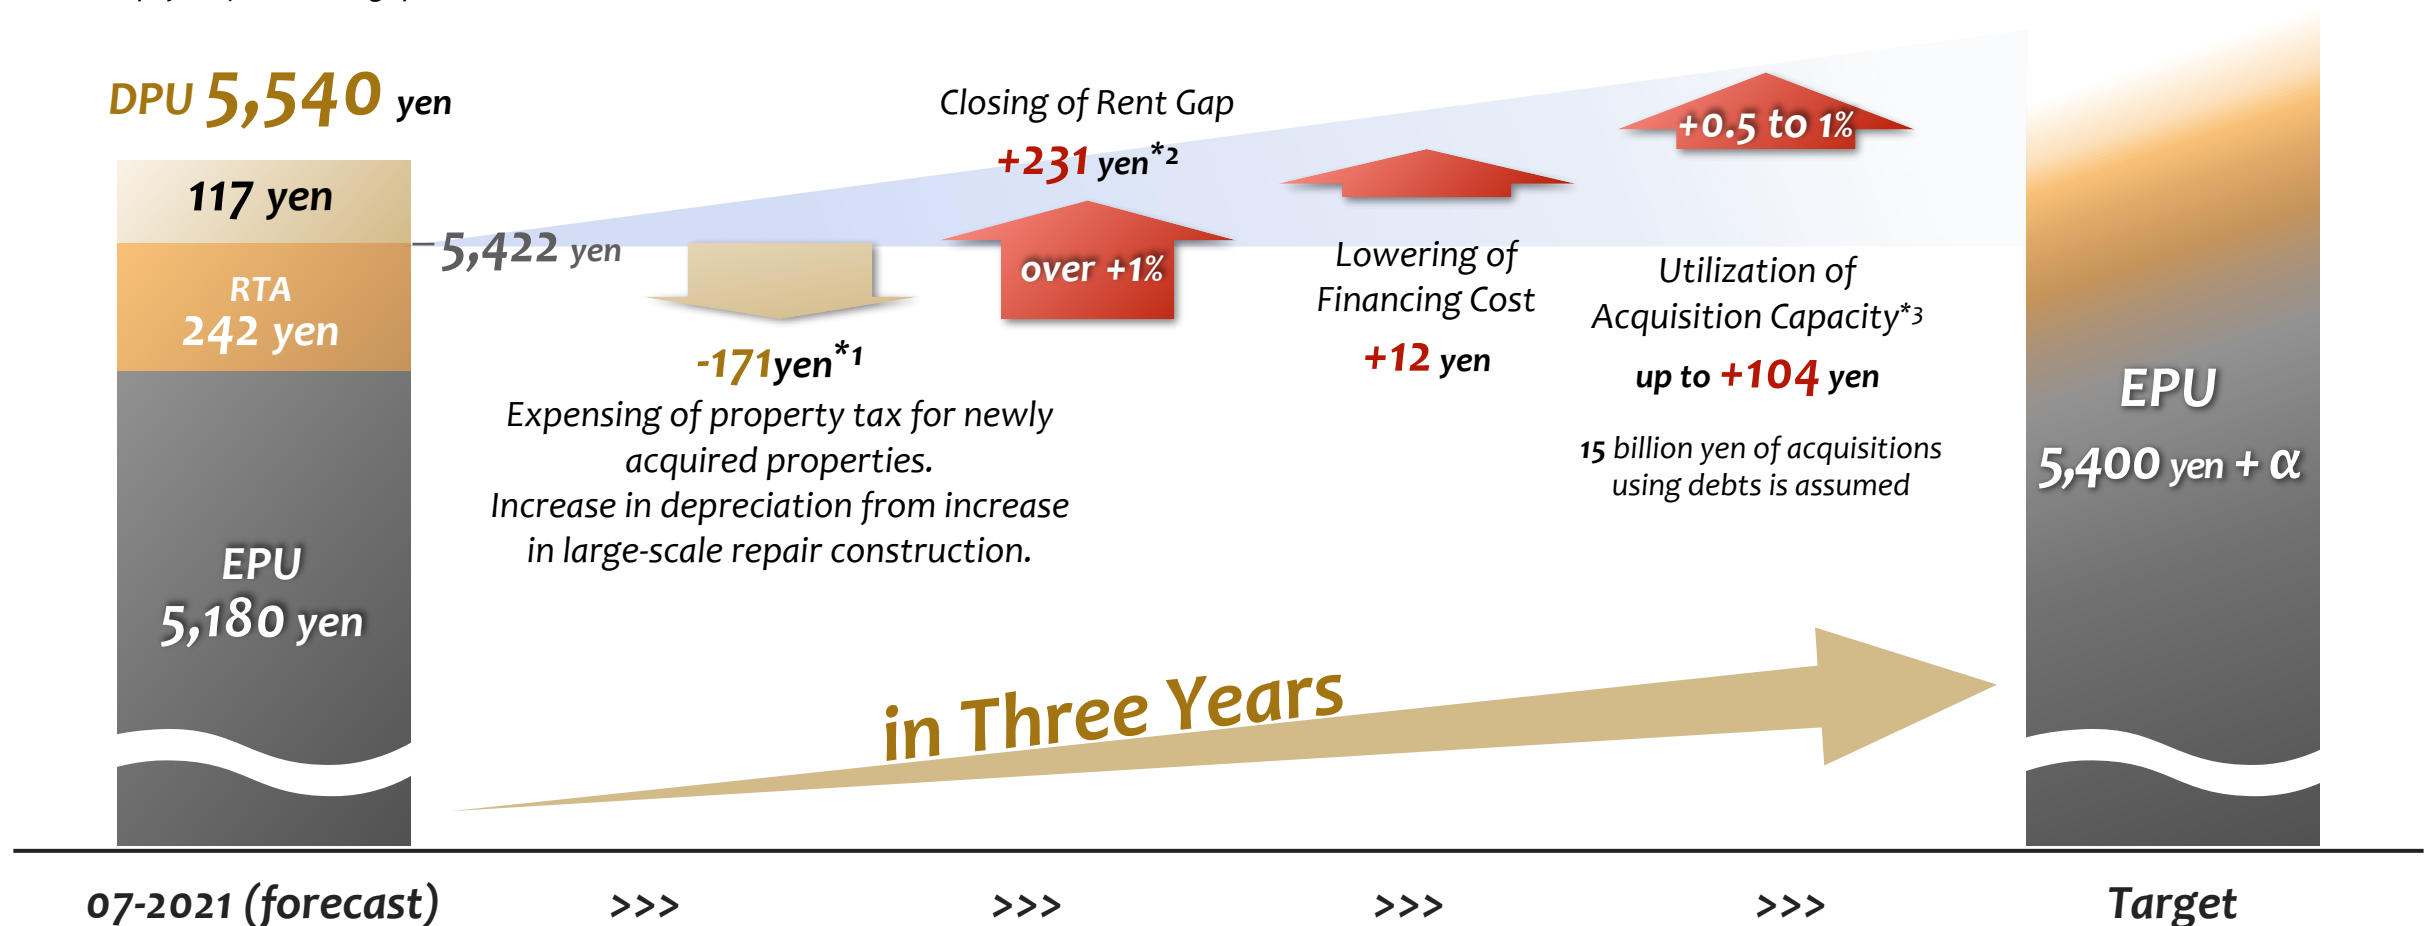 DPU 5,540 yen
117 yen
RTA
242 yen
EPU
5,180 yen
5,422 yen
-171yen*1
Expensing of property tax for newly
acquired properties.
Increase in depreciation from increase
in large-scale repair construction.
Closing of Rent Gap
+231 yen*2
over +1%
Lowering of
Financing Cost
+12 yen
+0.5 to 1%
Utilization of
Acquisition Capacity*3
up to +104 yen
15 billion yen of acquisitions
using debts is assumed
EPU
5,400 yen + α
in Three Years
07-2021 (forecast) >>> >>> >>> >>> Target